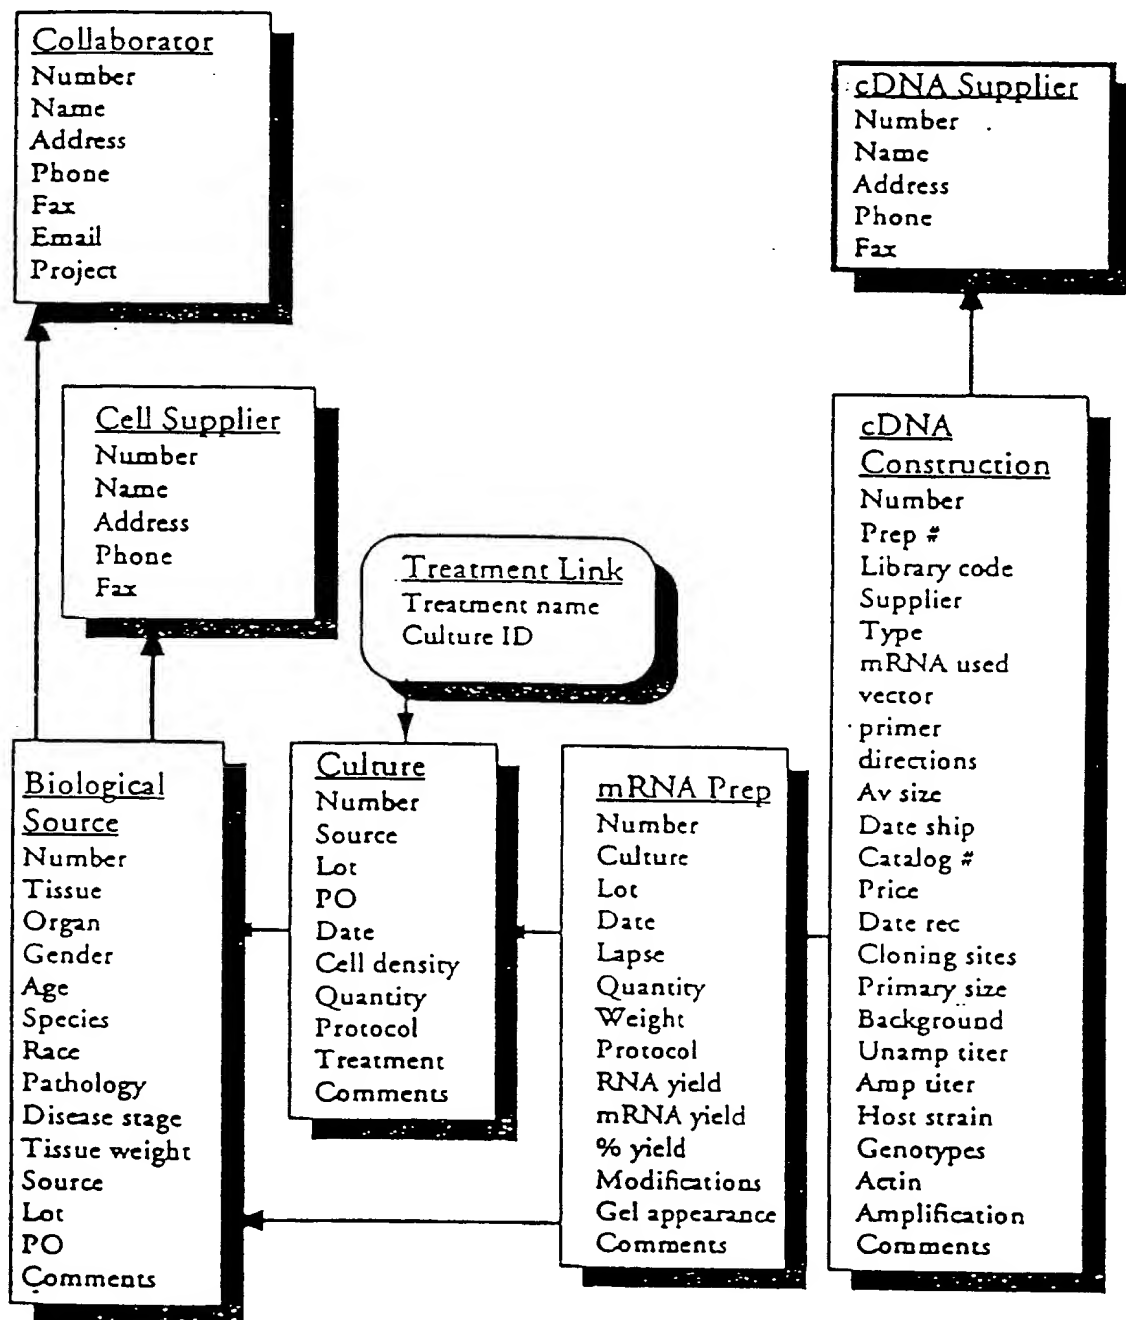 Collaborator
Number
Name
Address
Phone
Fax
Email
Project
cDNA Supplier
Number
Name
Address
Phone
Fax
Cell Supplier
Number
Name
Address
Phone
Fax
Treatment Link
Treatment name
Culture ID
Biological
Source
Number
Tissue
Organ
Gender
Age
Species
Race
Pathology
Disease stage
Tissue weight
Source
Lot
PO
Comments
Culture
Number
Source
Lot
PO
Date
Cell density
Quantity
Protocol
Treatment
Comments
mRNA Prep
Number
Culture
Lot
Date
Lapse
Quantity
Weight
Protocol
RNA yield
mRNA yield
% yield
Modifications
Gel appearance
Comments
cDNA
Construction
Number
Prep #
Library code
Supplier
Type
mRNA used
vector
primer
directions
Av size
Date ship
Catalog #
Price
Date rec
Cloning sites
Primary size
Background
Unamp titer
Amp titer
Host strain
Genotypes
Actin
Amplification
Comments